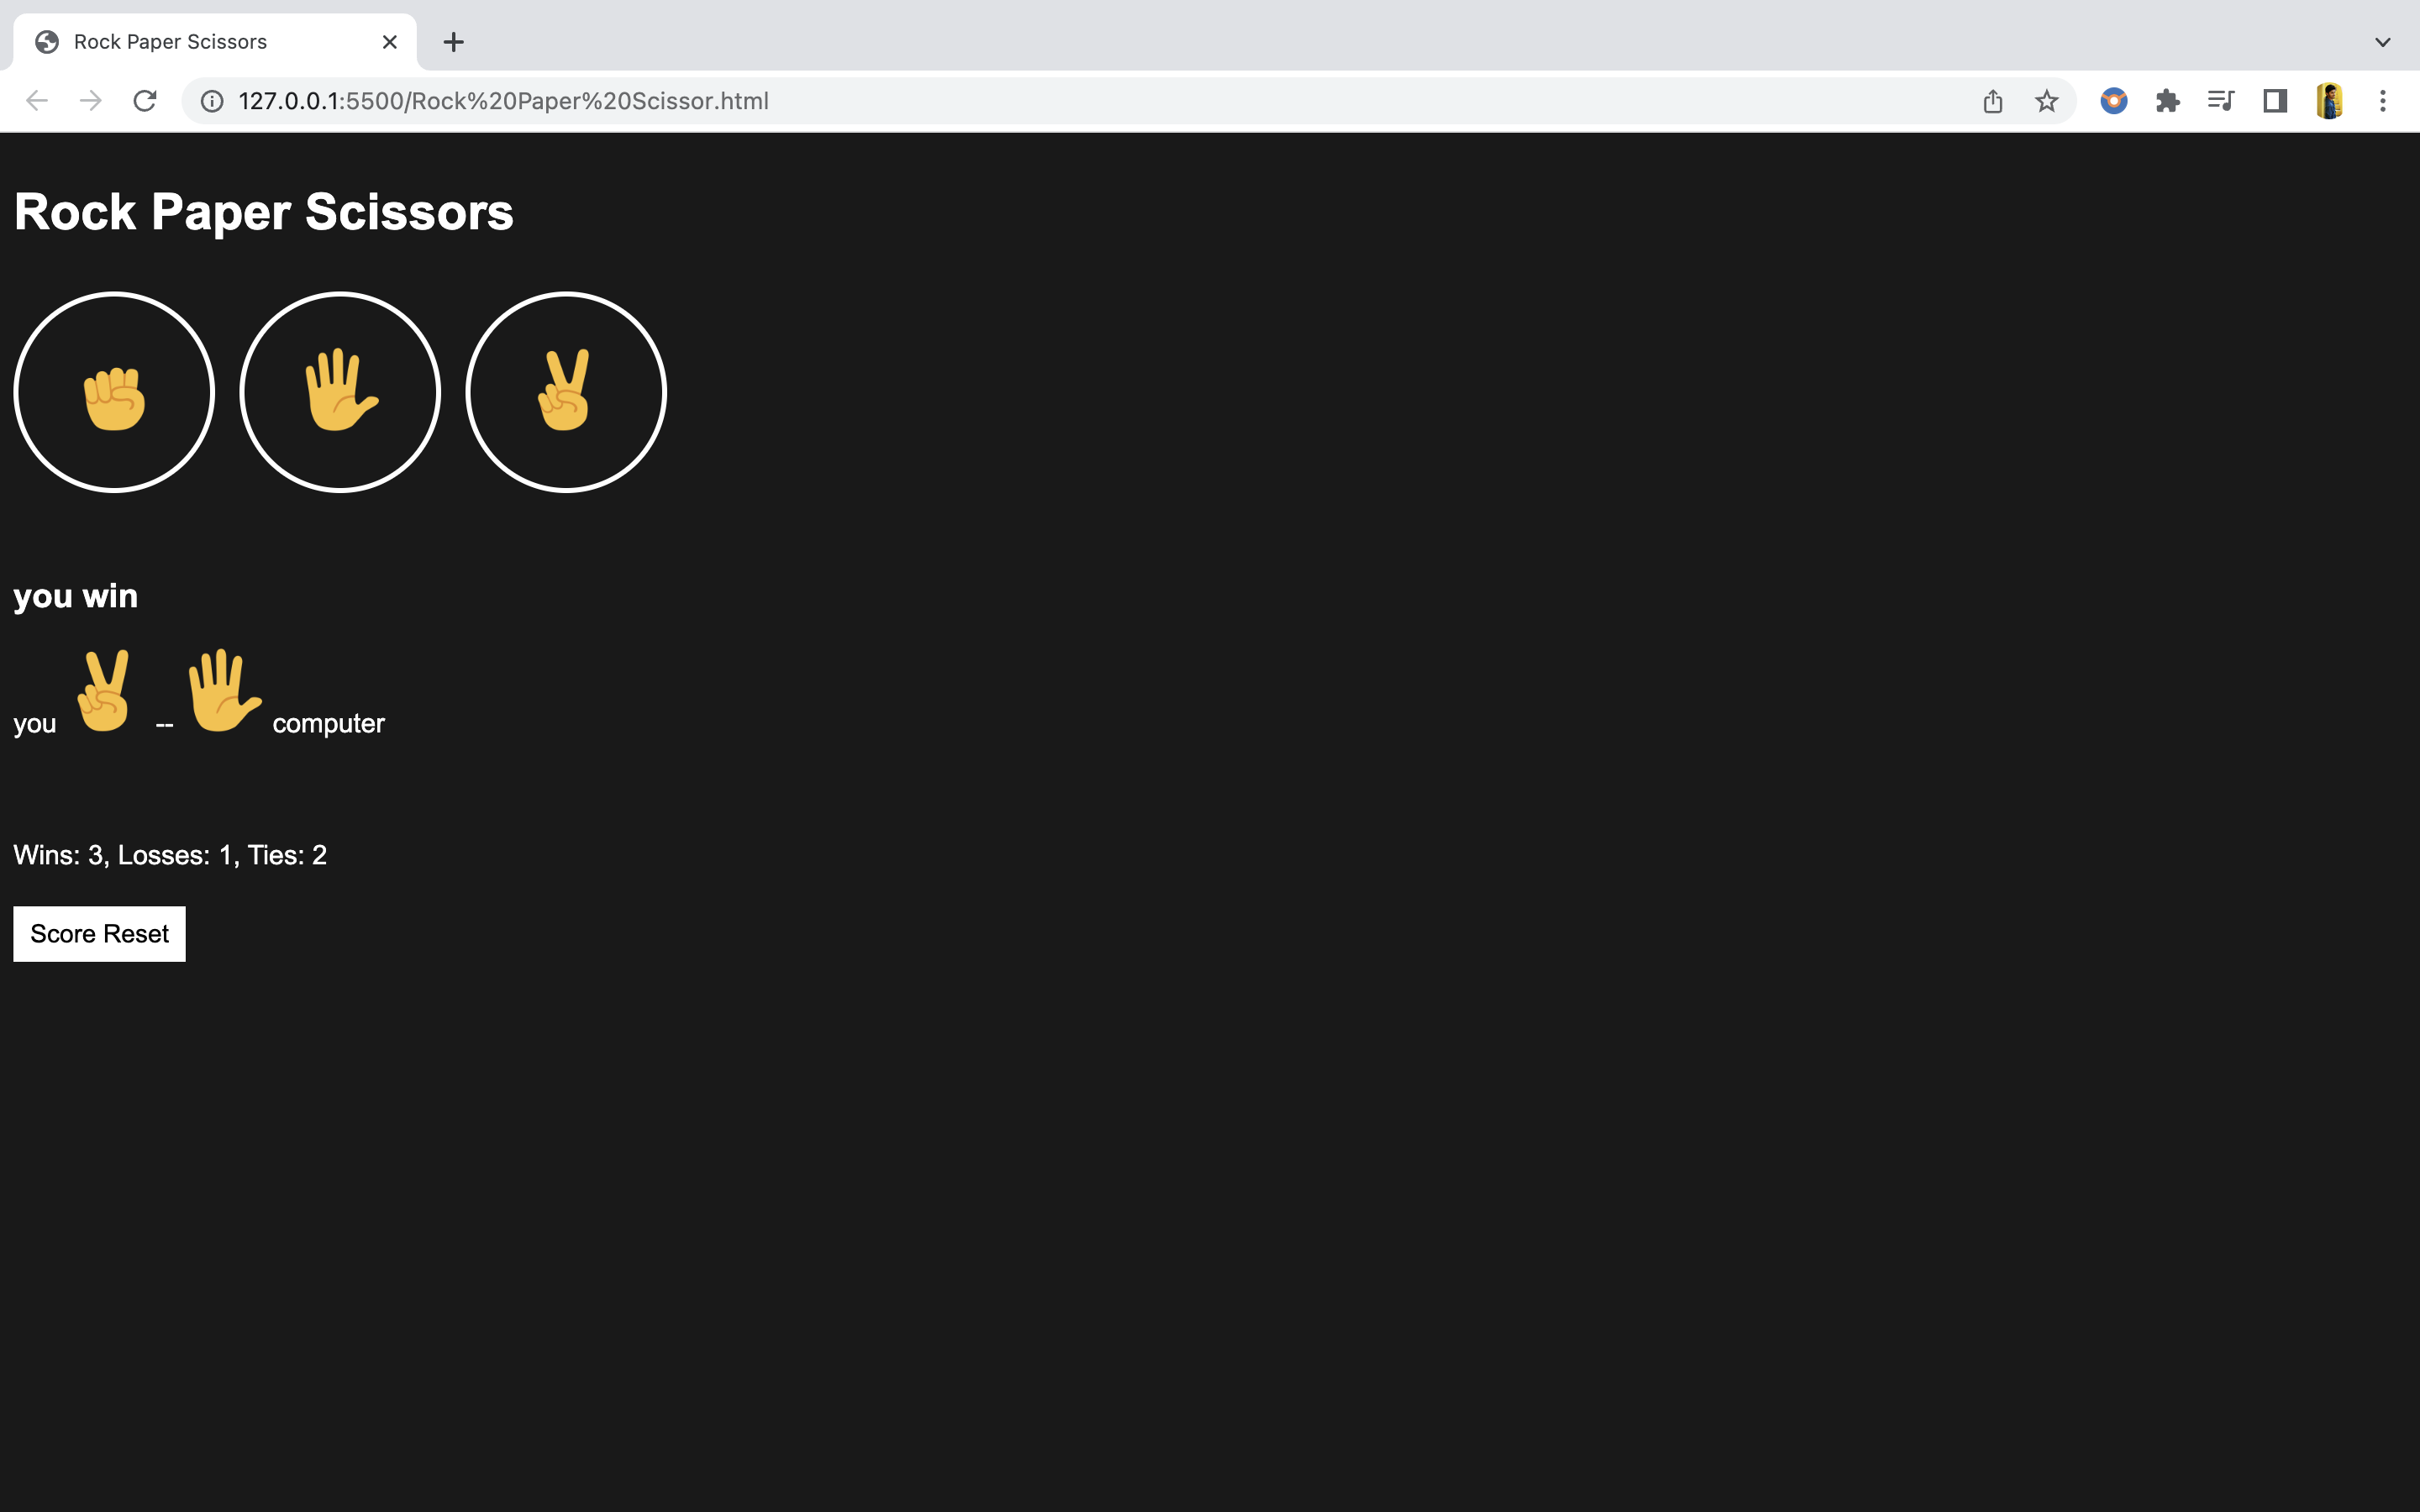 Rock Paper Scissors
127.0.0.1:5500/Rock%20Paper%20Scissor.html
Rock Paper Scissors
you win
you -- computer
Wins: 3, Losses: 1, Ties: 2
Score Reset